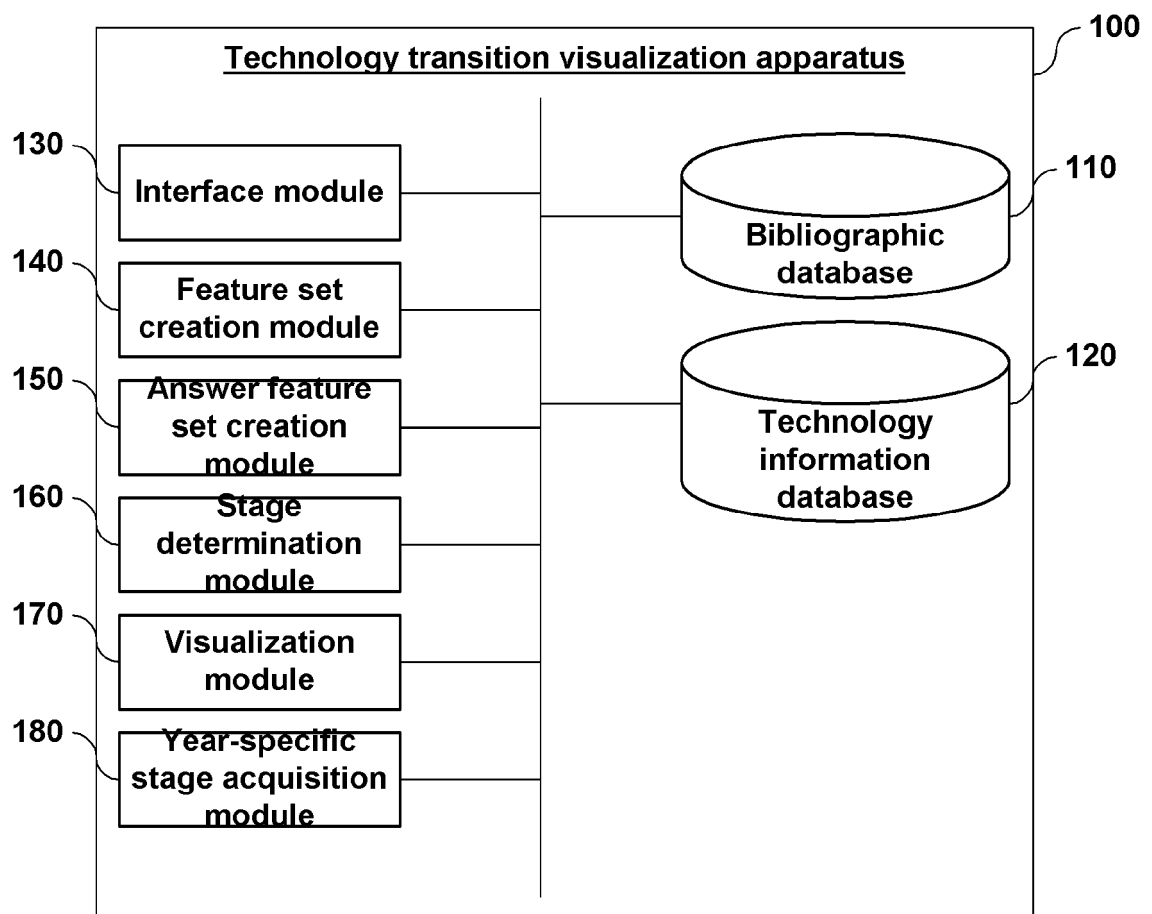 100
Technology transition visualization apparatus
130
Interface module
140
Feature set
creation module
150
Answer feature
set creation
module
160
Stage
determination
module
170
Visualization
module
180
Year-specific
stage acquisition
module
110
Bibliographic
database
120
Technology
information
database